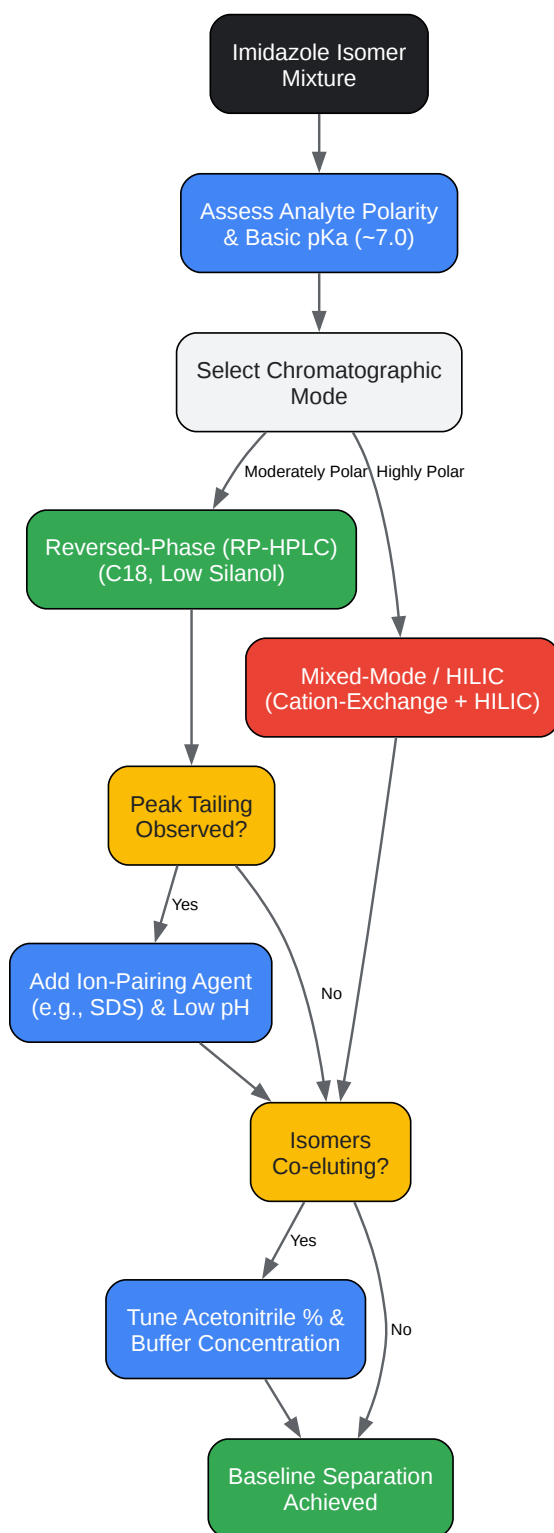 Imidazole Isomer
Mixture
Assess Analyte Polarity
& Basic pKa (~7.0)
Select Chromatographic
Mode
Moderately Polar
Highly Polar
Reversed-Phase (RP-HPLC)
(C18, Low Silanol)
Mixed-Mode / HILIC
(Cation-Exchange + HILIC)
Peak Tailing
Observed?
Yes
Add Ion-Pairing Agent
(e.g., SDS) & Low pH
No
Isomers
Co-eluting?
Yes
Tune Acetonitrile % &
Buffer Concentration
No
Baseline Separation
Achieved